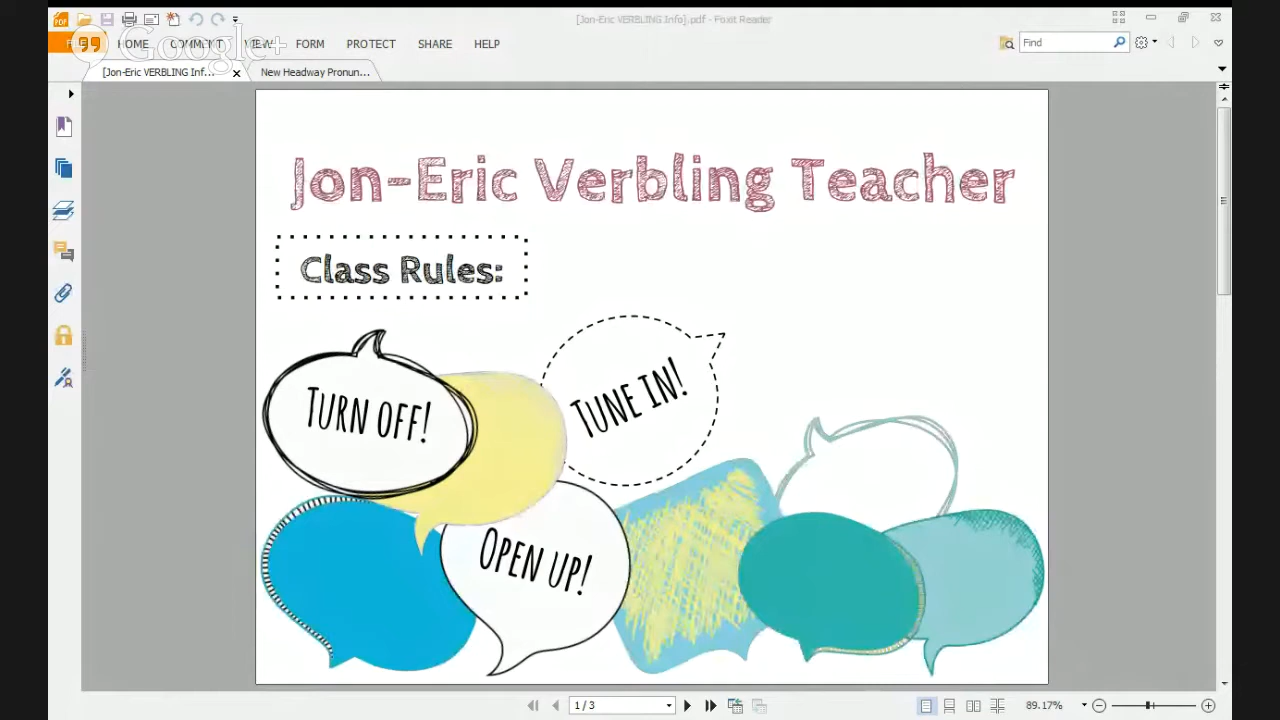 [Jon-Eric VERBLING Info].pdf - Foxit Reader
Google+
HOME COMMENT VIEW FORM PROTECT SHARE HELP
Find
[Jon-Eric VERBLING Inf... New Headway Pronun...
Jon-Eric Verbling Teacher
Class Rules:
TURN OFF!
TUNE IN!
OPEN UP!
1 / 3
89.17%